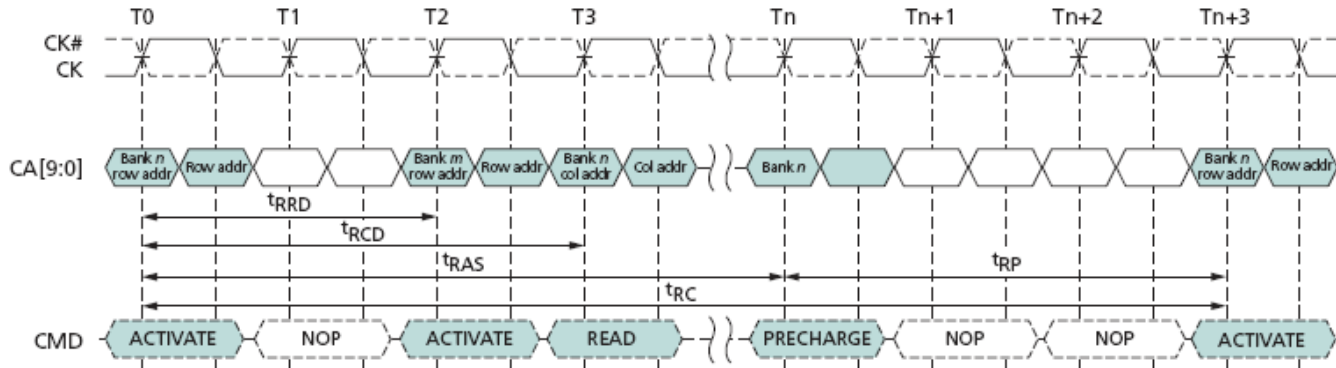 T0 T1 T2 T3 Tn Tn+1 Tn+2 Tn+3
CK#
CK
CA[9:0]
Bank n
row addr
Row addr
Bank m
row addr
Row addr
Bank n
col addr
Col addr
Bank n
Bank n
row addr
Row addr
tRRD
tRCD
tRAS
tRP
tRC
CMD ACTIVATE NOP ACTIVATE READ PRECHARGE NOP NOP ACTIVATE